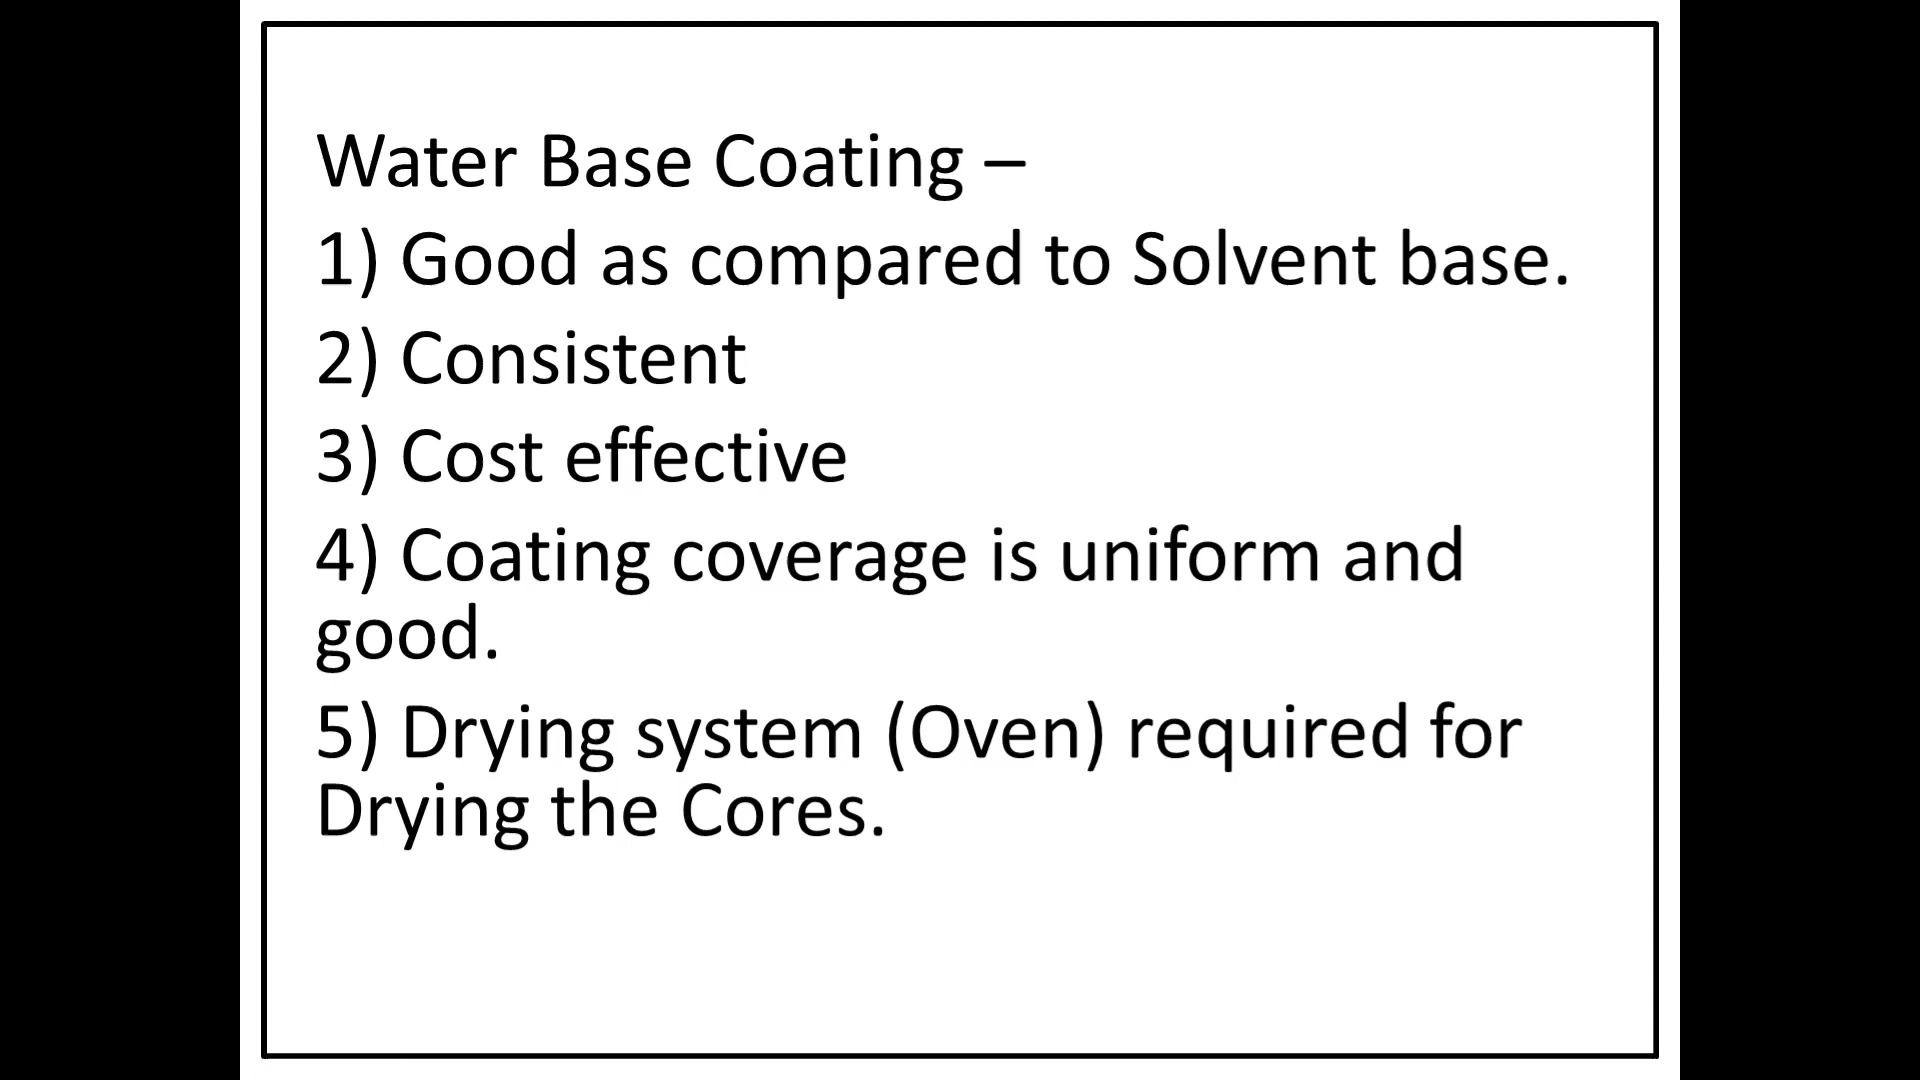 Water Base Coating –
1) Good as compared to Solvent base.
2) Consistent
3) Cost effective
4) Coating coverage is uniform and
good.
5) Drying system (Oven) required for
Drying the Cores.